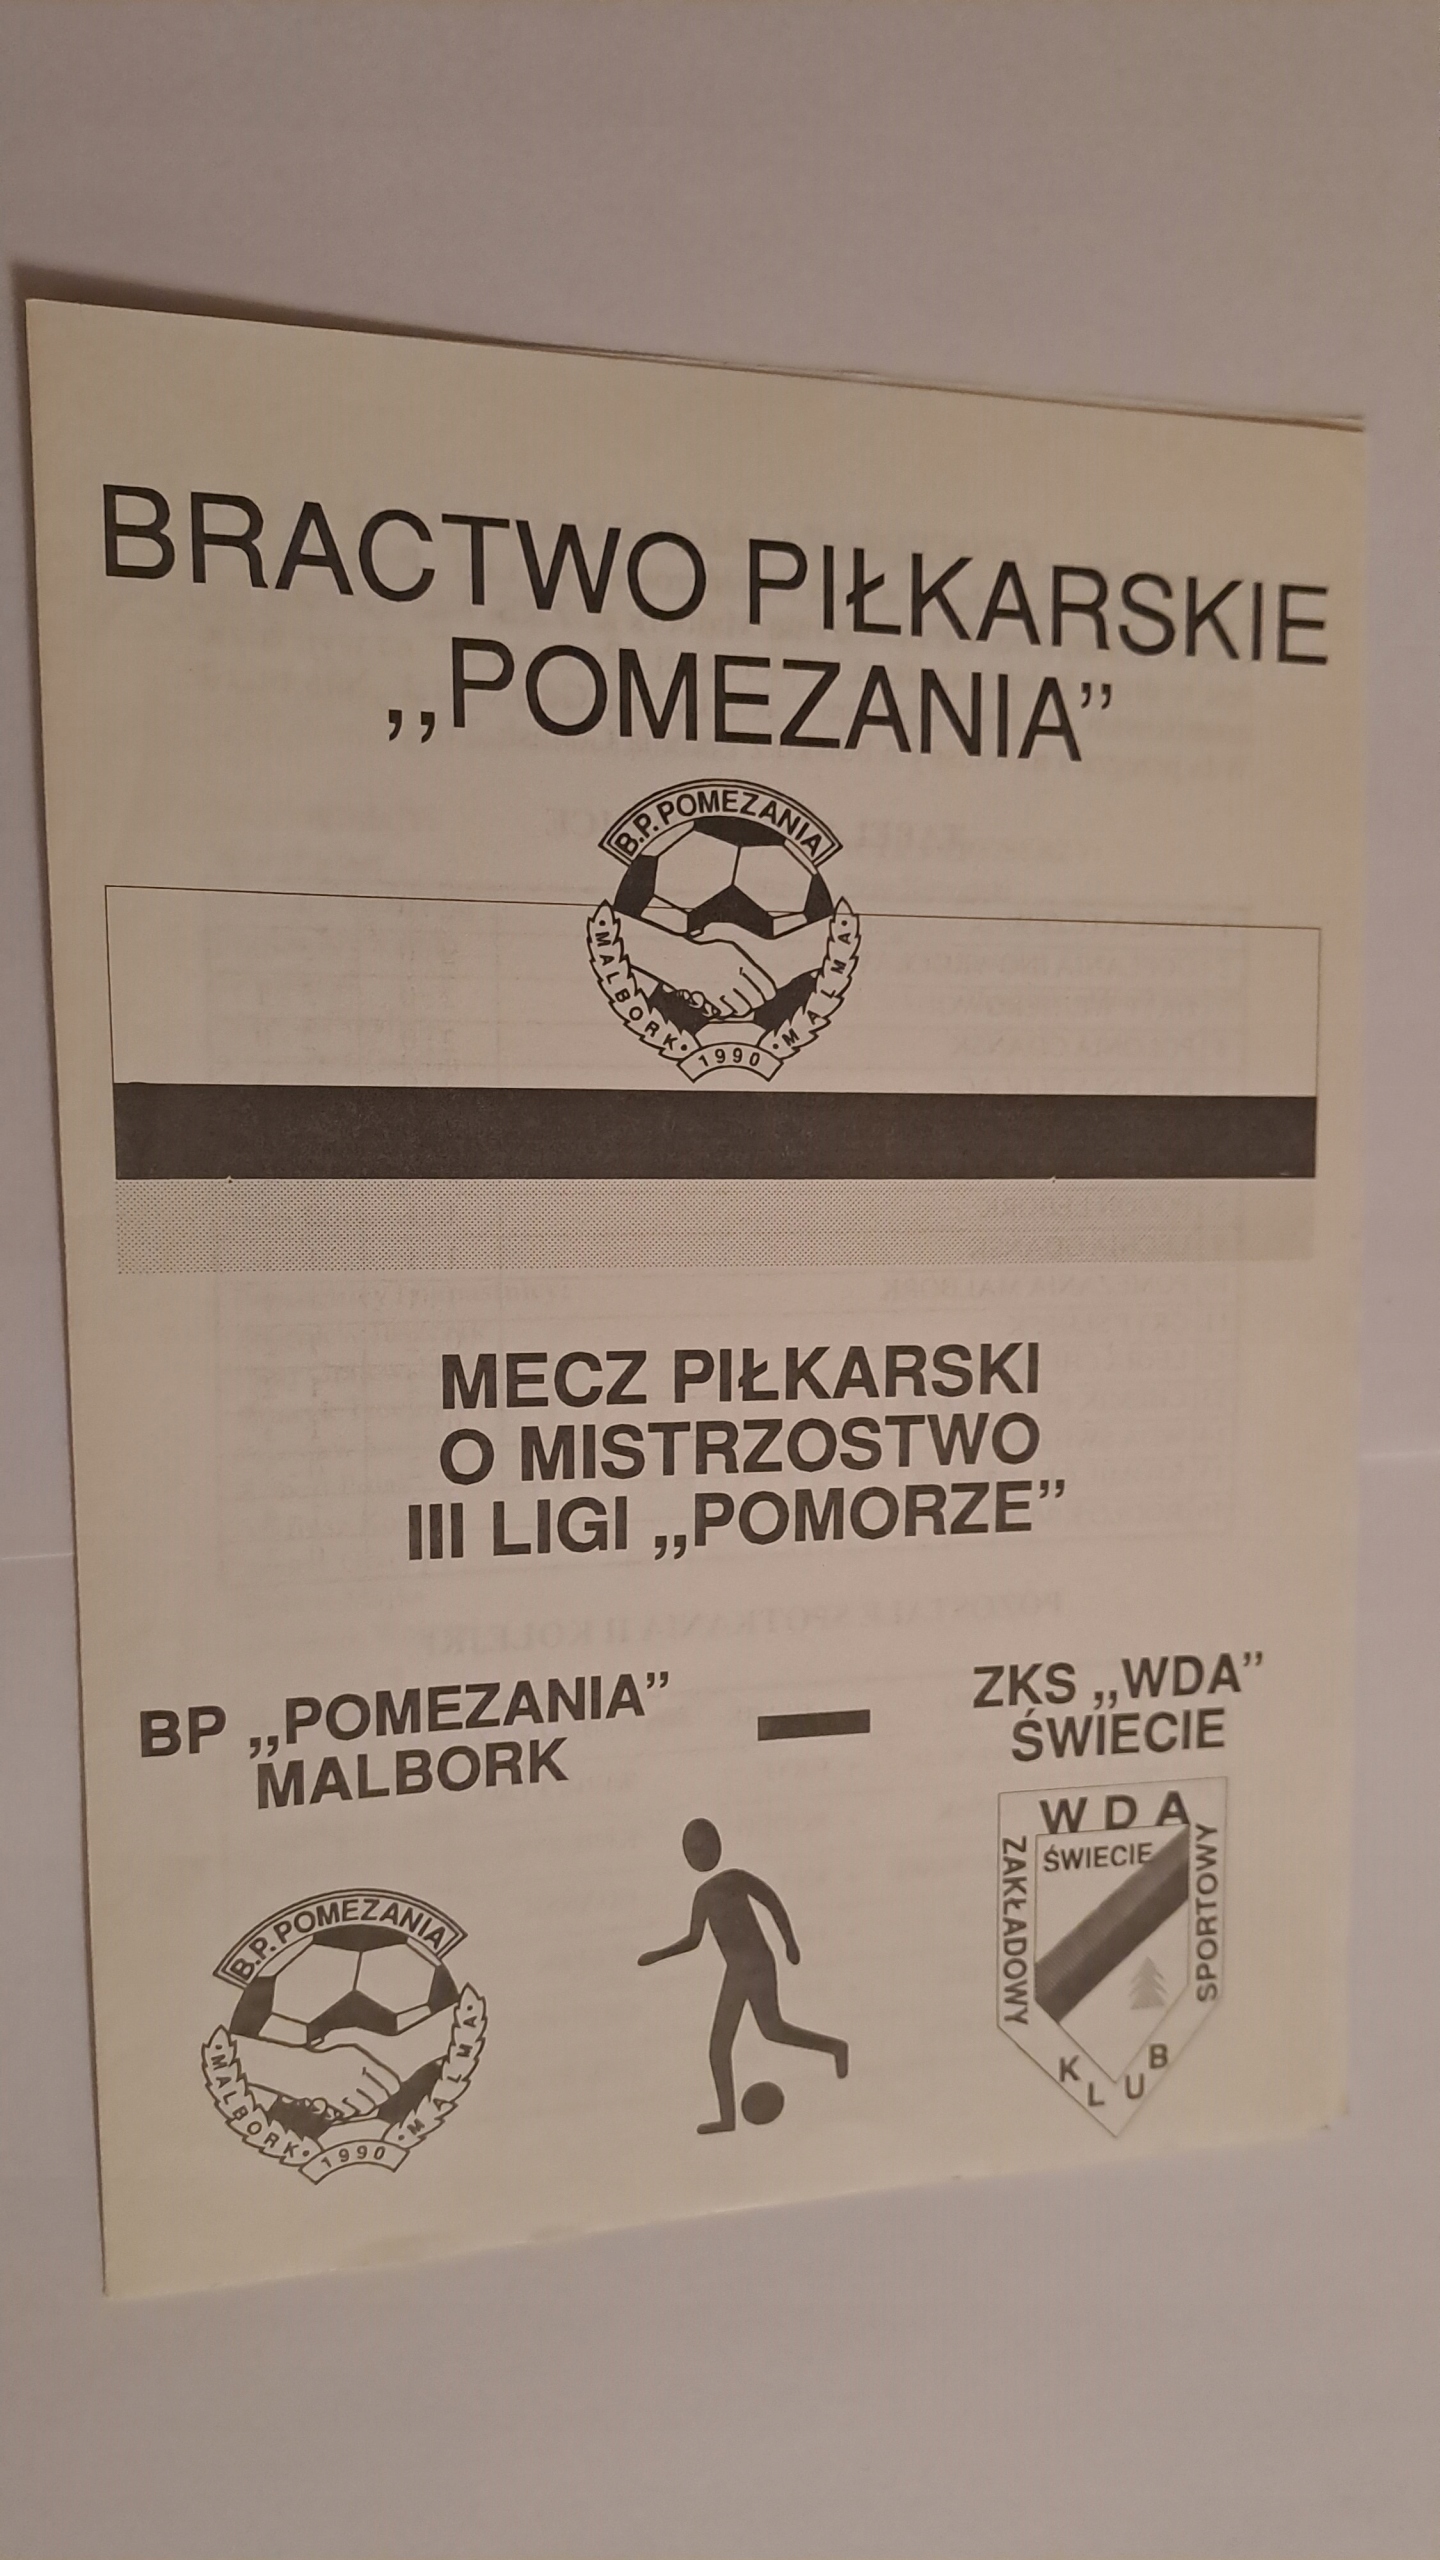 BRACTWO PIŁKARSKIE
,,POMEZANIA”
B.P. POMEZANIA
MALBORK
MALMA
1990
MECZ PIŁKARSKI
O MISTRZOSTWO
III LIGI „POMORZE”
BP „POMEZANIA”
MALBORK
ZKS „WDA”
ŚWIECIE
B.P. POMEZANIA
MALBORK
MALMA
1990
WDA
ŚWIECIE
ZAKŁADOWY
SPORTOWY
KLUB